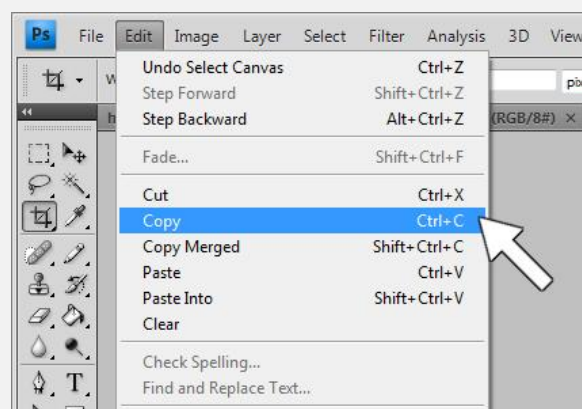 Ps File Edit Image Layer Select Filter Analysis 3D View
Undo Select Canvas Ctrl+Z
Step Forward Shift+Ctrl+Z
Step Backward Alt+Ctrl+Z
(RGB/8#) ×
Fade... Shift+Ctrl+F
Cut Ctrl+X
Copy Ctrl+C
Copy Merged Shift+Ctrl+C
Paste Ctrl+V
Paste Into Shift+Ctrl+V
Clear
Check Spelling...
Find and Replace Text...